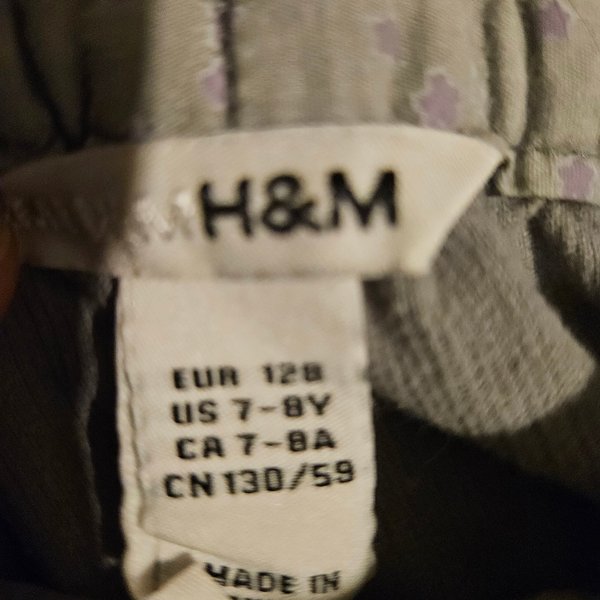 H&M
EUR 128
US 7-8Y
CA 7-8A
CN 130/59
MADE IN